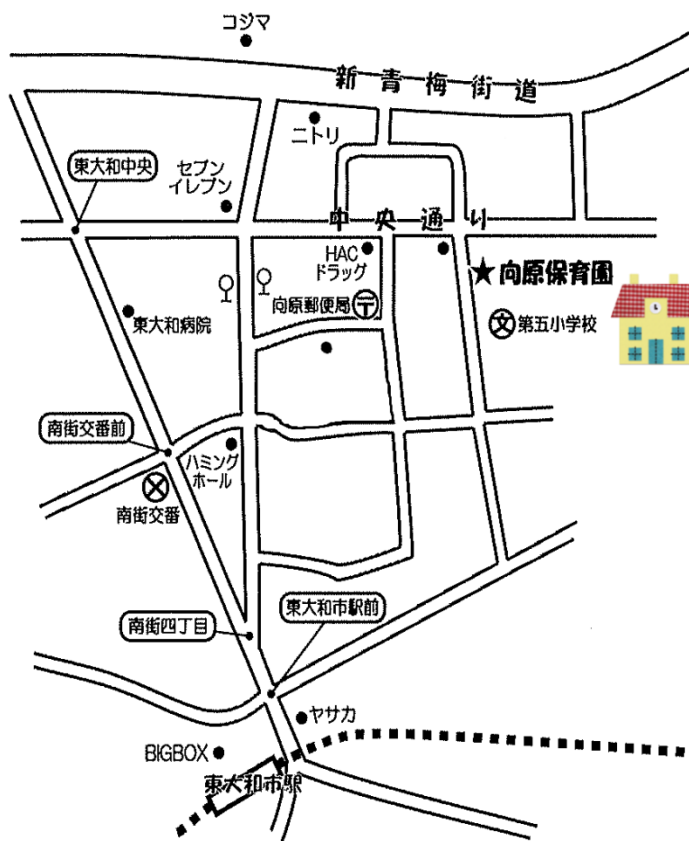 コジマ
新青梅街道
ニトリ
東大和中央
セブン
イレブン
中央通り
HAC
ドラッグ
★向原保育園
向原郵便局
〒
文
第五小学校
東大和病院
南街交番前
ハミング
ホール
南街交番
東大和市駅前
南街四丁目
ヤサカ
BIGBOX
東大和市駅